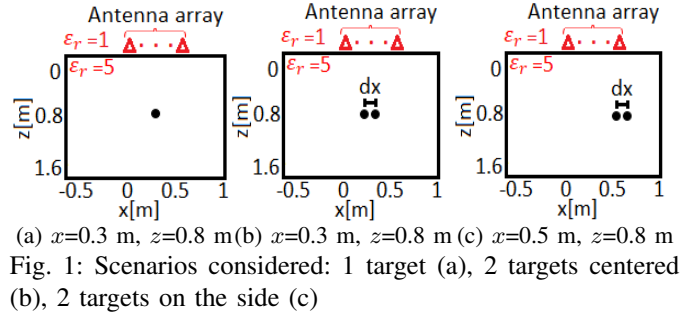 Antenna array Antenna array Antenna array
εr=1 εr=1 εr=1
εr=5 εr=5 εr=5
0 0 0
dx dx
z[m] 0.8 z[m] 0.8 z[m] 0.8
1.6 1.6 1.6
-0.5 0 0.5 1 -0.5 0 0.5 1 -0.5 0 0.5 1
x[m] x[m] x[m]
(a) x=0.3 m, z=0.8 m (b) x=0.3 m, z=0.8 m (c) x=0.5 m, z=0.8 m
Fig. 1: Scenarios considered: 1 target (a), 2 targets centered
(b), 2 targets on the side (c)